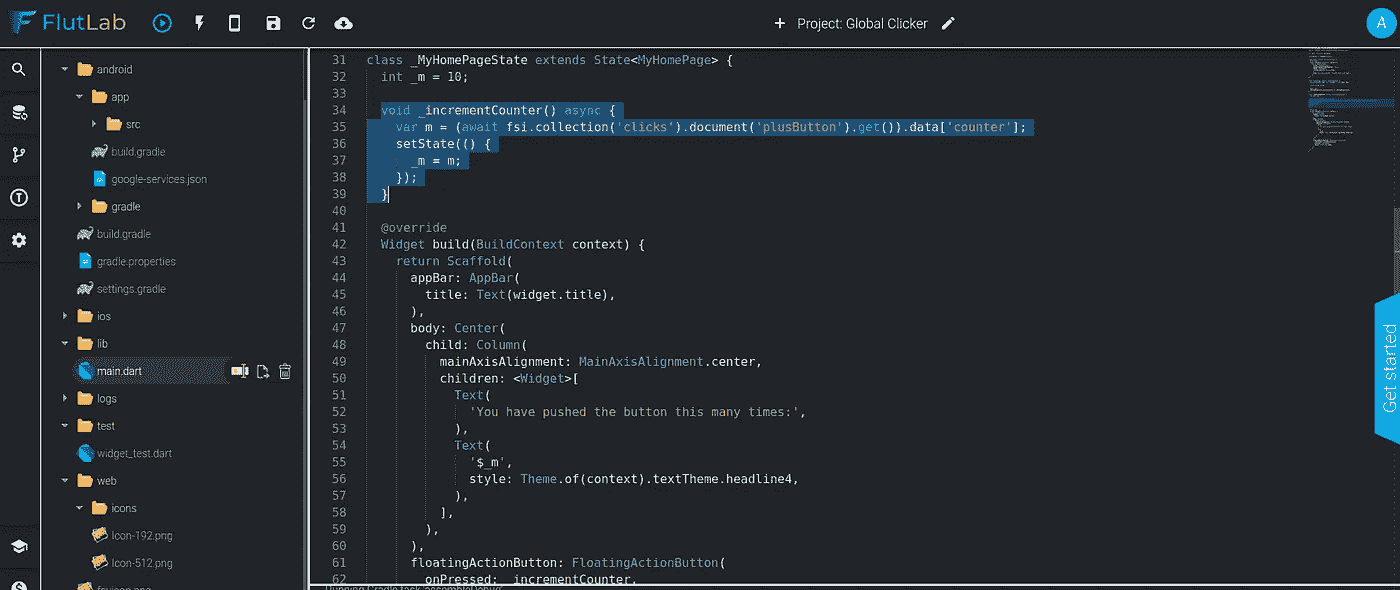 FlutLab
Project: Global Clicker
A
android
app
src
build.gradle
google-services.json
gradle
build.gradle
gradle.properties
settings.gradle
ios
lib
main.dart
logs
test
widget_test.dart
web
icons
Icon-192.png
Icon-512.png
favicon.png
31 class _MyHomePageState extends State<MyHomePage> {
32 int _m = 10;
33
34 void _incrementCounter() async {
35 var m = (await fsi.collection('clicks').document('plusButton').get()).data['counter'];
36 setState(() {
37 _m = m;
38 });
39 }
40
41 @override
42 Widget build(BuildContext context) {
43 return Scaffold(
44 appBar: AppBar(
45 title: Text(widget.title),
46 ),
47 body: Center(
48 child: Column(
49 mainAxisAlignment: MainAxisAlignment.center,
50 children: <Widget>[
51 Text(
52 'You have pushed the button this many times:',
53 ),
54 Text(
55 '$_m',
56 style: Theme.of(context).textTheme.headline4,
57 ),
58 ],
59 ),
60 ),
61 floatingActionButton: FloatingActionButton(
62 onPressed: _incrementCounter,
Running Gradle task 'assembleDebug'
Get started